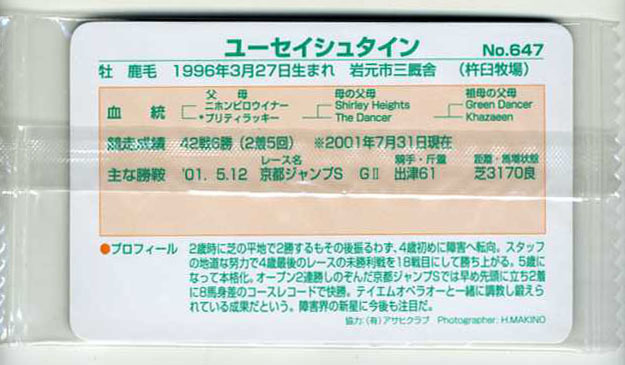 ユーセイシュタイン No.647
牡 鹿毛 1996年3月27日生まれ 岩元市三厩舎 (杵臼牧場)
父 母 母の父母 祖母の父母
血 統 ニホンピロウイナー Shirley Heights Green Dancer
*プリティラッキー The Dancer Khazaeen
競走成績 42戦6勝(2着5回) ※2001年7月31日現在
レース名 騎手・斤量 距離・馬場状態
主な勝鞍 '01. 5.12 京都ジャンプS GⅡ 出津61 芝3170良
●プロフィール 2歳時に芝の平地で2勝するもその後振るわず、4歳初めに障害へ転向。スタッフ
の地道な努力で4歳最後のレースの未勝利戦を18戦目にして勝ち上がる。5歳に
なって本格化。オープン2連勝しのぞんだ京都ジャンプSでは早め先頭に立ち2着
に8馬身差のコースレコードで快勝。テイエムオペラオーと一緒に調教し鍛えら
れている成果だという。障害界の新星に今後も注目だ。
協力:(有)アサヒクラブ Photographer: H.MAKINO